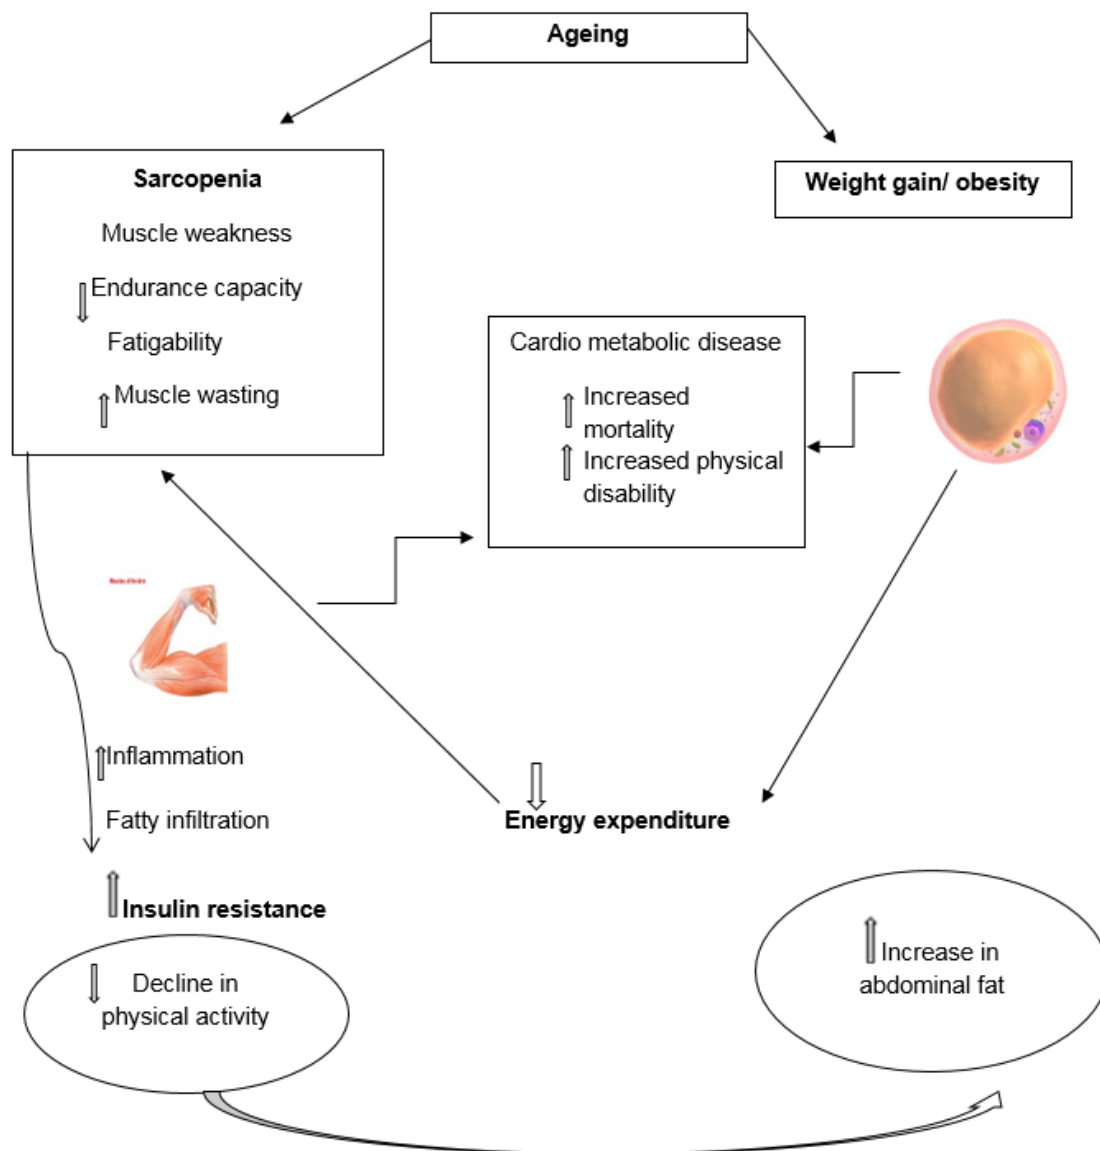 Ageing
Sarcopenia
Muscle weakness
Endurance capacity
Fatigability
Muscle wasting
Weight gain/ obesity
Cardio metabolic disease
Increased
mortality
Increased physical
disability
Inflammation
Fatty infiltration
Insulin resistance
Energy expenditure
Decline in
physical activity
Increase in
abdominal fat